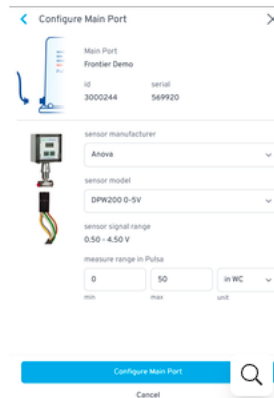 Configure Main Port
Main Port
Frontier Demo
id serial
3000244 569920
sensor manufacturer
Anova
sensor model
DPW200 0-5V
sensor signal range
0.50 - 4.50 V
measure range in Pulsa
0 50 in WC
min max unit
Configure Main Port
Cancel